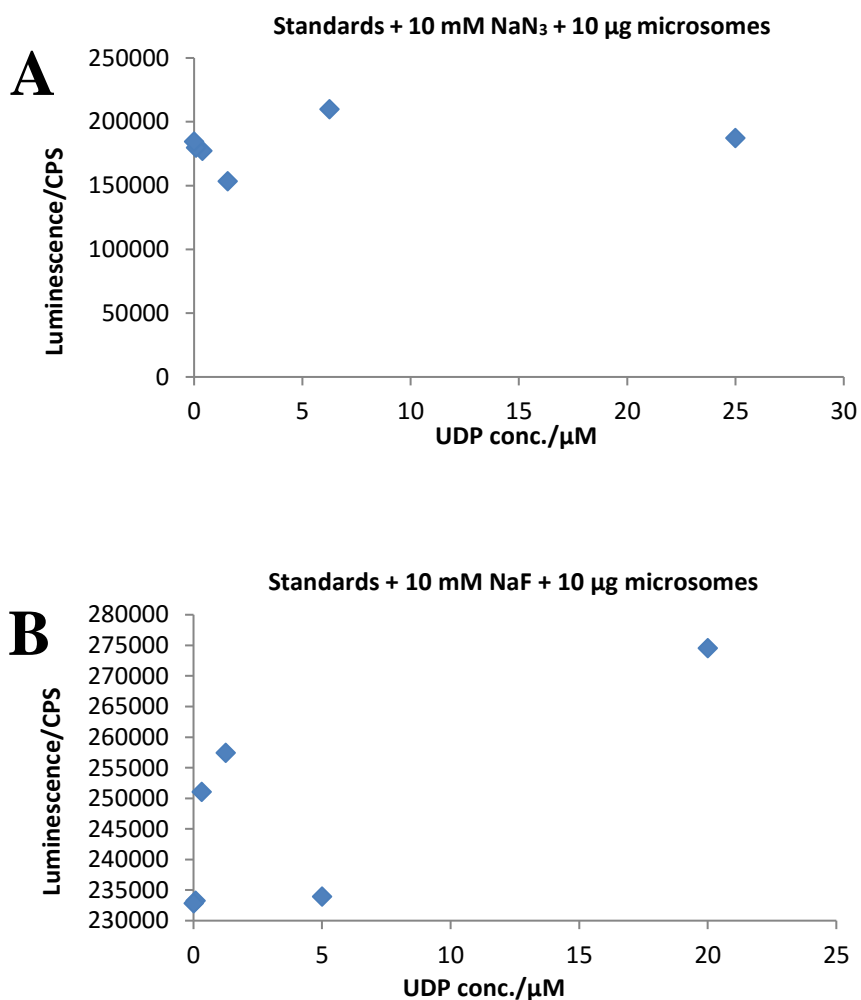 A
Standards + 10 mM NaN₃ + 10 µg microsomes
Luminescence/CPS
250000
200000
150000
100000
50000
0
0 5 10 15 20 25 30
UDP conc./µM
B
Standards + 10 mM NaF + 10 µg microsomes
Luminescence/CPS
280000
275000
270000
265000
260000
255000
250000
245000
240000
235000
230000
0 5 10 15 20 25
UDP conc./µM